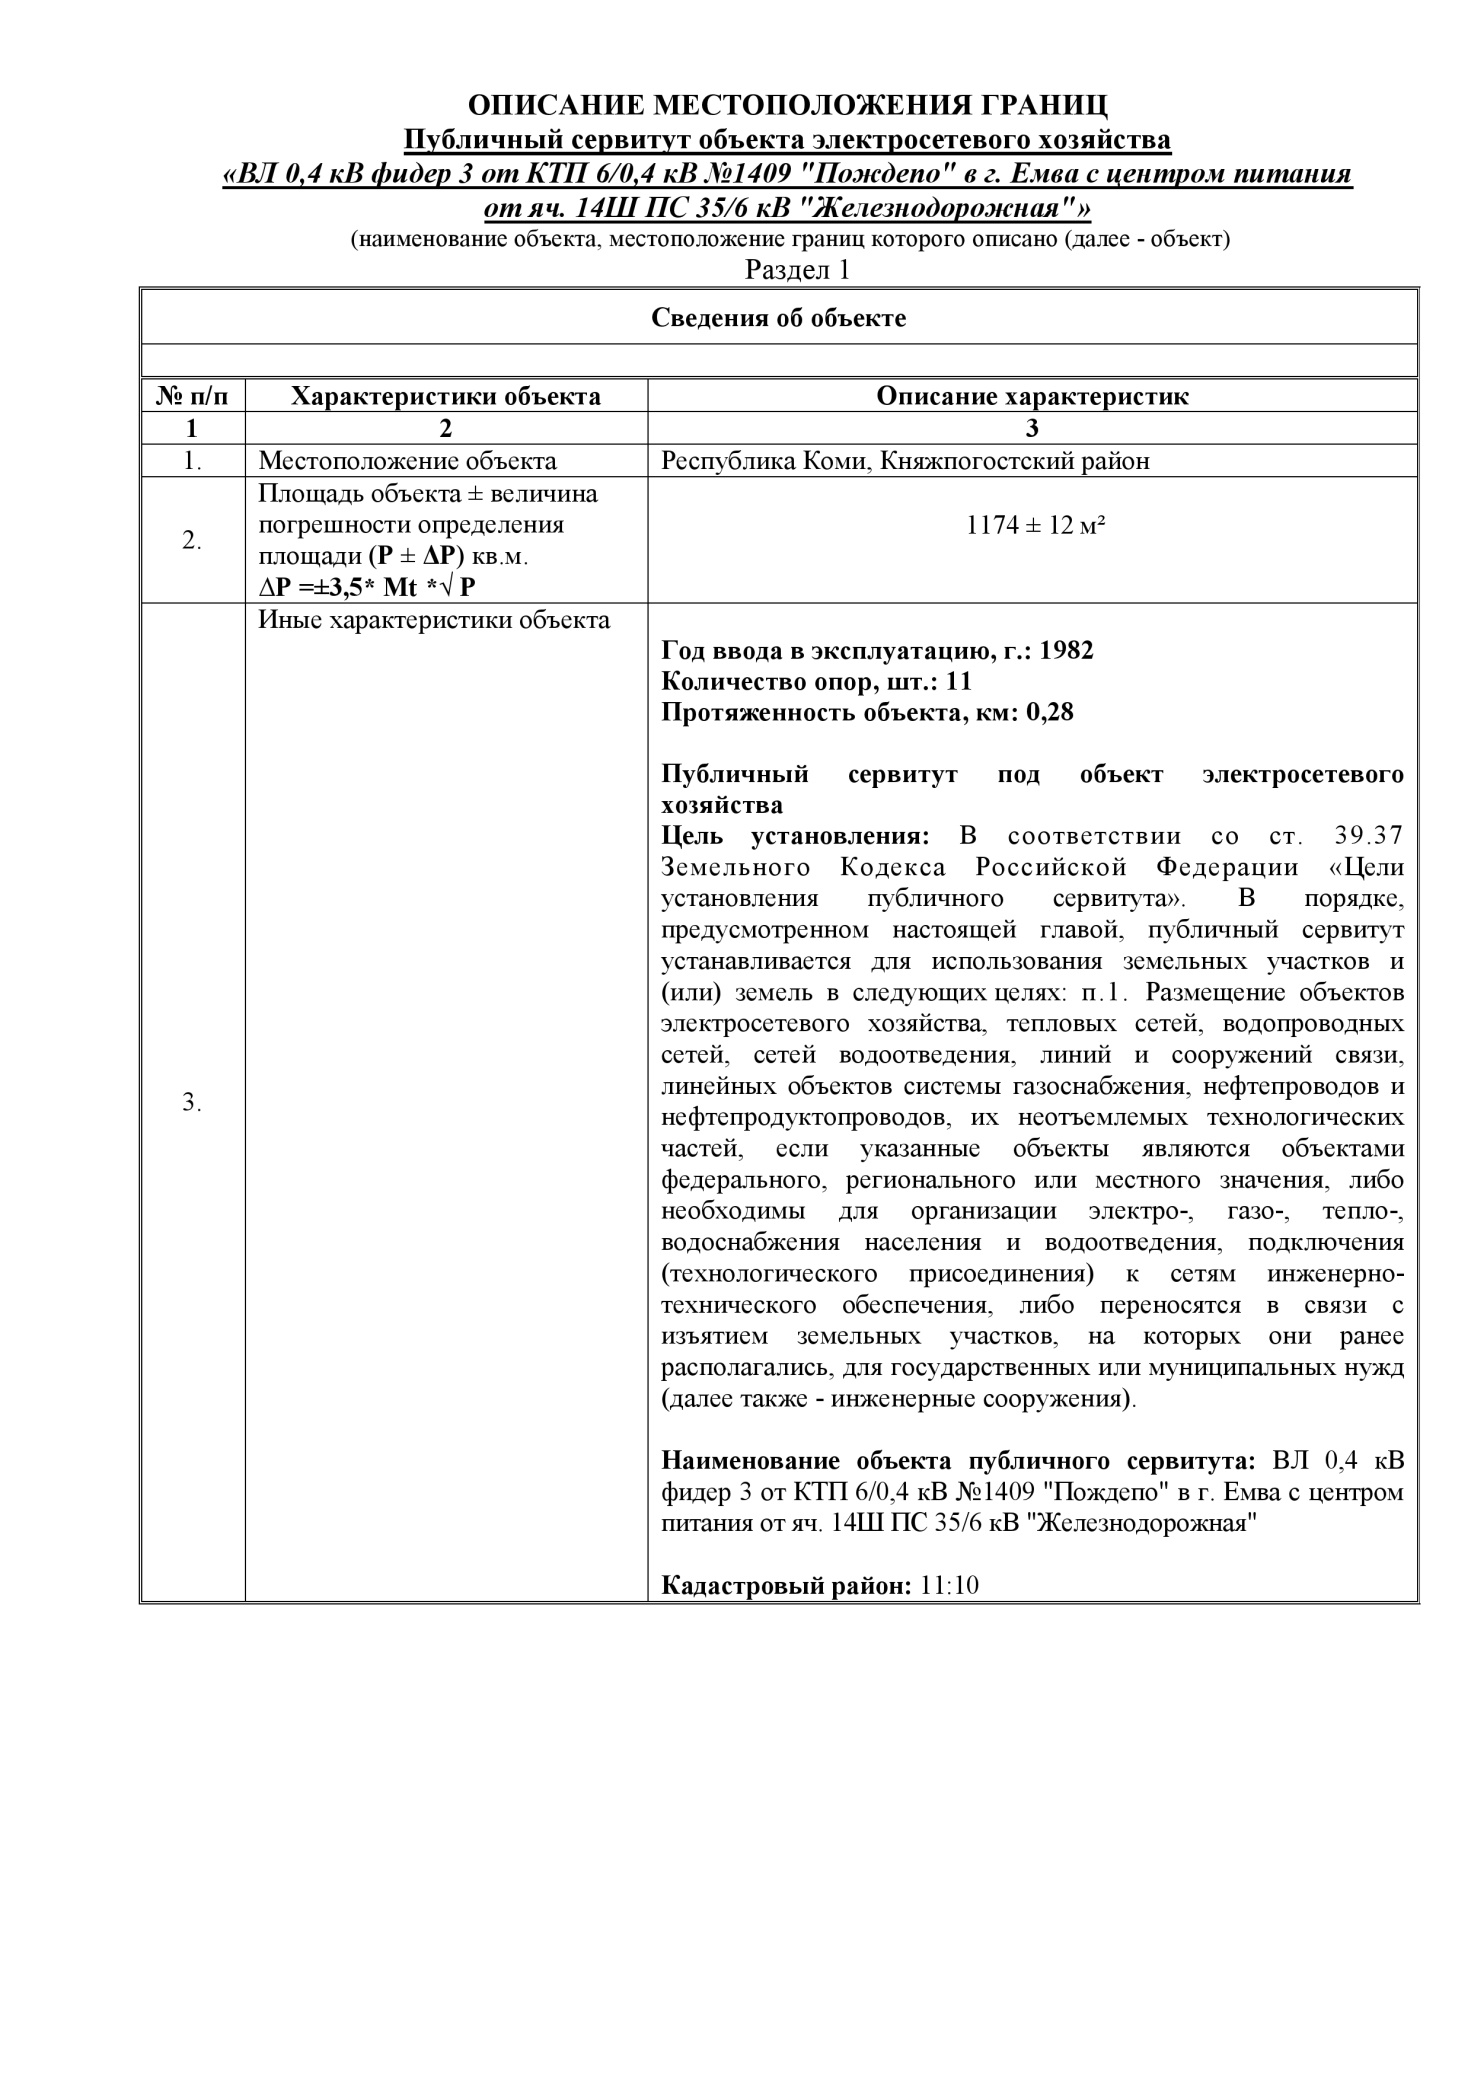 ОПИСАНИЕ МЕСТОПОЛОЖЕНИЯ ГРАНИЦ
Публичный сервитут объекта электросетевого хозяйства
«ВЛ 0,4 кВ фидер 3 от КТП 6/0,4 кВ №1409 "Пождепо" в г. Емва с центром питания
от яч. 14Ш ПС 35/6 кВ "Железнодорожная"»
(наименование объекта, местоположение границ которого описано (далее - объект)
Раздел 1
Сведения об объекте
№ п/п Характеристики объекта Описание характеристик
1 2 3
1. Местоположение объекта Республика Коми, Княжпогостский район
2.
Площадь объекта ± величина
погрешности определения
площади (Р ± ΔР) кв.м.
∆Р =±3,5* Mt *√ Р
1174 ± 12 м²
3.
Иные характеристики объекта
Год ввода в эксплуатацию, г.: 1982
Количество опор, шт.: 11
Протяженность объекта, км: 0,28
Публичный сервитут под объект электросетевого
хозяйства
Цель установления: В соответствии со ст. 39.37
Земельного Кодекса Российской Федерации «Цели
установления публичного сервитута». В порядке,
предусмотренном настоящей главой, публичный сервитут
устанавливается для использования земельных участков и
(или) земель в следующих целях: п.1. Размещение объектов
электросетевого хозяйства, тепловых сетей, водопроводных
сетей, сетей водоотведения, линий и сооружений связи,
линейных объектов системы газоснабжения, нефтепроводов и
нефтепродуктопроводов, их неотъемлемых технологических
частей, если указанные объекты являются объектами
федерального, регионального или местного значения, либо
необходимы для организации электро-, газо-, тепло-,
водоснабжения населения и водоотведения, подключения
(технологического присоединения) к сетям инженерно-
технического обеспечения, либо переносятся в связи с
изъятием земельных участков, на которых они ранее
располагались, для государственных или муниципальных нужд
(далее также - инженерные сооружения).
Наименование объекта публичного сервитута: ВЛ 0,4 кВ
фидер 3 от КТП 6/0,4 кВ №1409 "Пождепо" в г. Емва с центром
питания от яч. 14Ш ПС 35/6 кВ "Железнодорожная"
Кадастровый район: 11:10